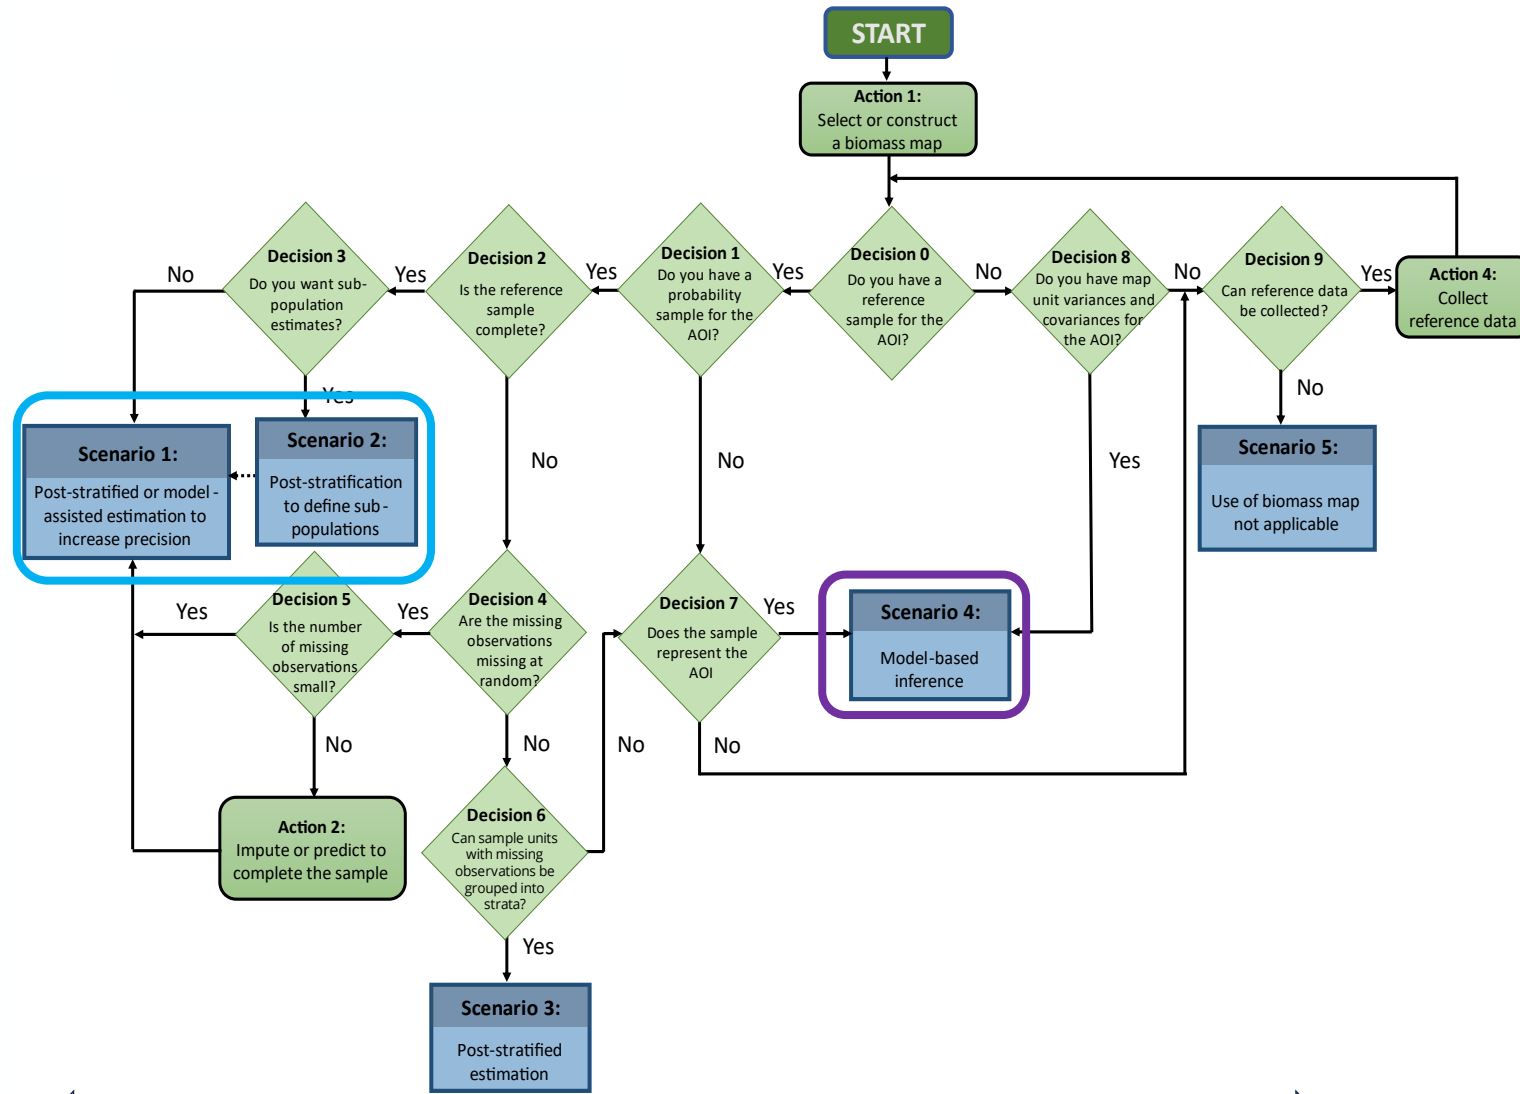 START
Action 1:
Select or construct
a biomass map
Decision 3
Do you want sub-
population
estimates?
No
Yes
Yes
Decision 2
Is the reference
sample
complete?
Yes
No
Decision 1
Do you have a
probability
sample for the
AOI?
Yes
No
Decision 0
Do you have a
reference
sample for the
AOI?
No
Decision 8
Do you have map
unit variances and
covariances for
the AOI?
No
Yes
Decision 9
Can reference data
be collected?
Yes
No
Action 4:
Collect
reference data
Scenario 1:
Post-stratified or model-
assisted estimation to
increase precision
Scenario 2:
Post-stratification
to define sub-
populations
Scenario 5:
Use of biomass map
not applicable
Decision 5
Is the number
of missing
observations
small?
Yes
No
Decision 4
Are the missing
observations
missing at
random?
Yes
No
Decision 7
Does the sample
represent the
AOI
Yes
No
Scenario 4:
Model-based
inference
Action 2:
Impute or predict to
complete the sample
Decision 6
Can sample units
with missing
observations be
grouped into
strata?
No
Yes
Scenario 3:
Post-stratified
estimation